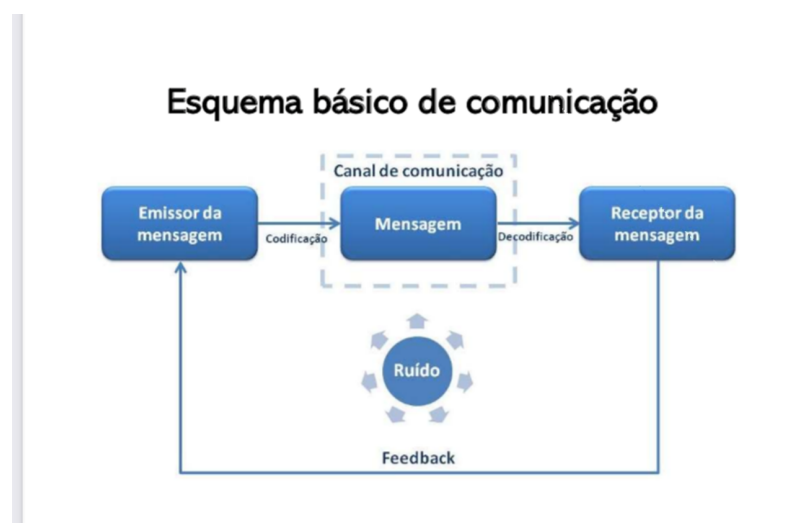 Esquema básico de comunicação
Canal de comunicação
Emissor da
mensagem
Codificação
Mensagem
Decodificação
Receptor da
mensagem
Ruído
Feedback